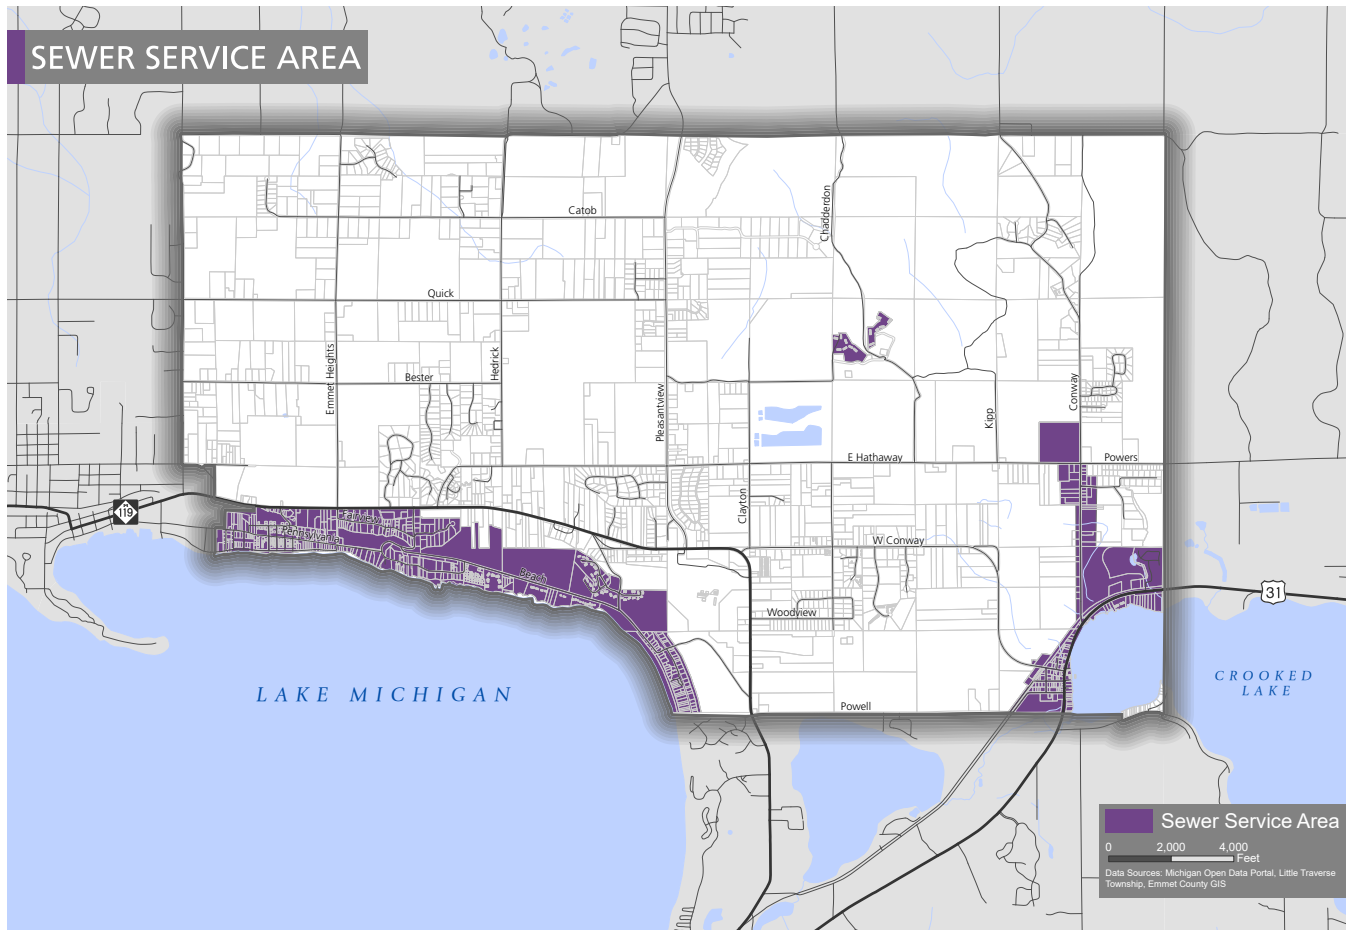 SEWER SERVICE AREA
Catob
Chadderdon
Quick
Emmet Heights
Hedrick
Bester
Pleasantview
Conway
Kipp
E Hathaway
Powers
Clayton
119
Fairview
Pennsylvania
W Conway
Beach
31
Woodview
CROOKED
LAKE
LAKE MICHIGAN
Powell
Sewer Service Area
0 2,000 4,000
Feet
Data Sources: Michigan Open Data Portal, Little Traverse
Township, Emmet County GIS